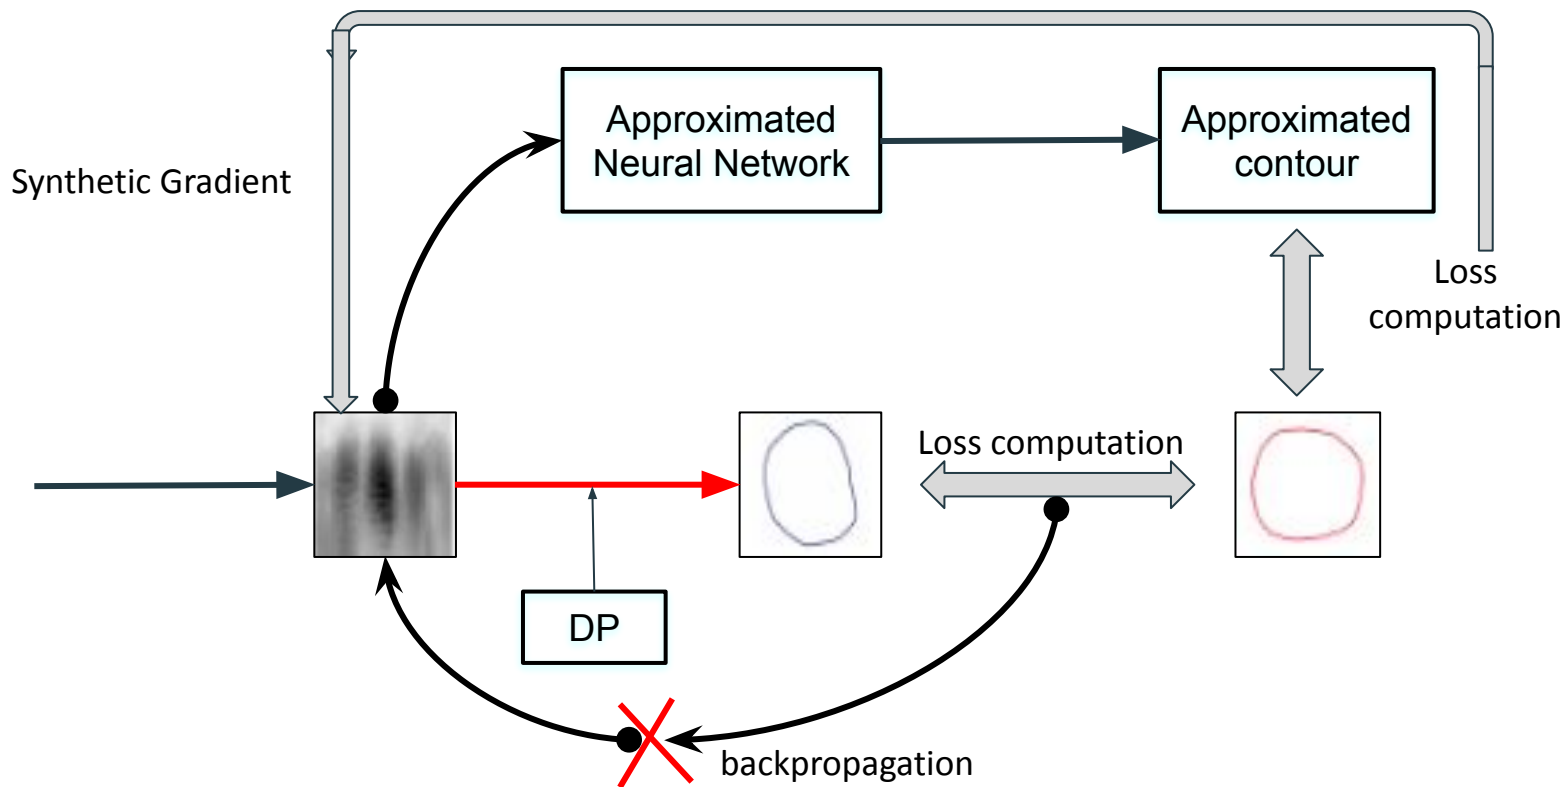 Approximated
Neural Network
Approximated
contour
Synthetic Gradient
Loss
computation
Loss computation
DP
backpropagation